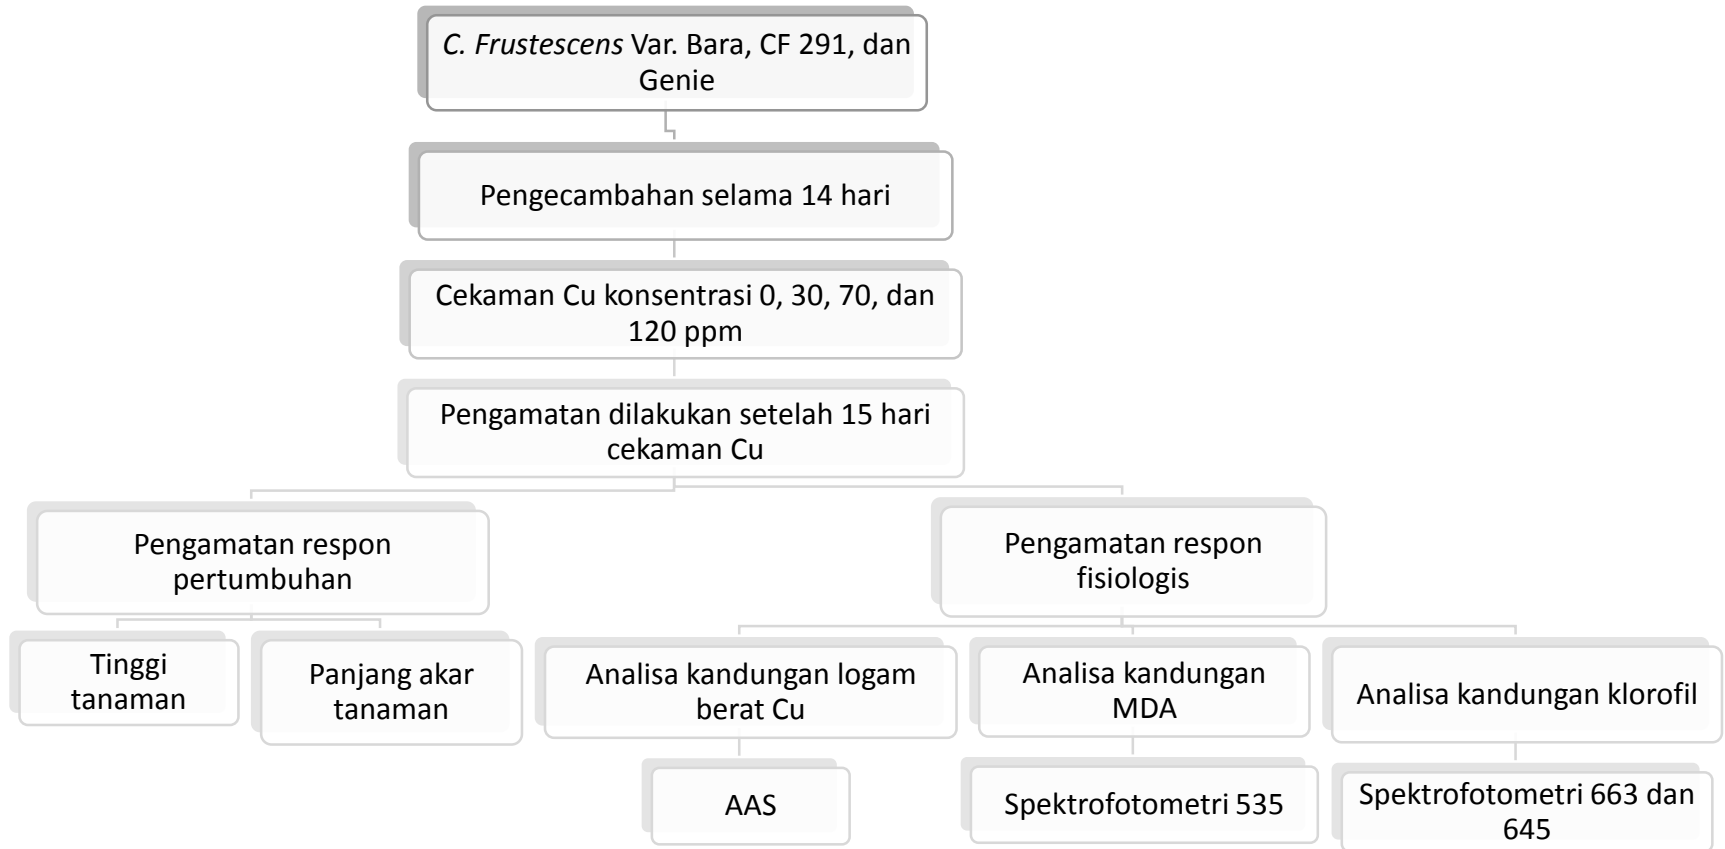 C. Frustescens Var. Bara, CF 291, dan
Genie
Pengecambahan selama 14 hari
Cekaman Cu konsentrasi 0, 30, 70, dan
120 ppm
Pengamatan dilakukan setelah 15 hari
cekaman Cu
Pengamatan respon
pertumbuhan
Pengamatan respon
fisiologis
Tinggi
tanaman
Panjang akar
tanaman
Analisa kandungan logam
berat Cu
Analisa kandungan
MDA
Analisa kandungan klorofil
AAS
Spektrofotometri 535
Spektrofotometri 663 dan
645